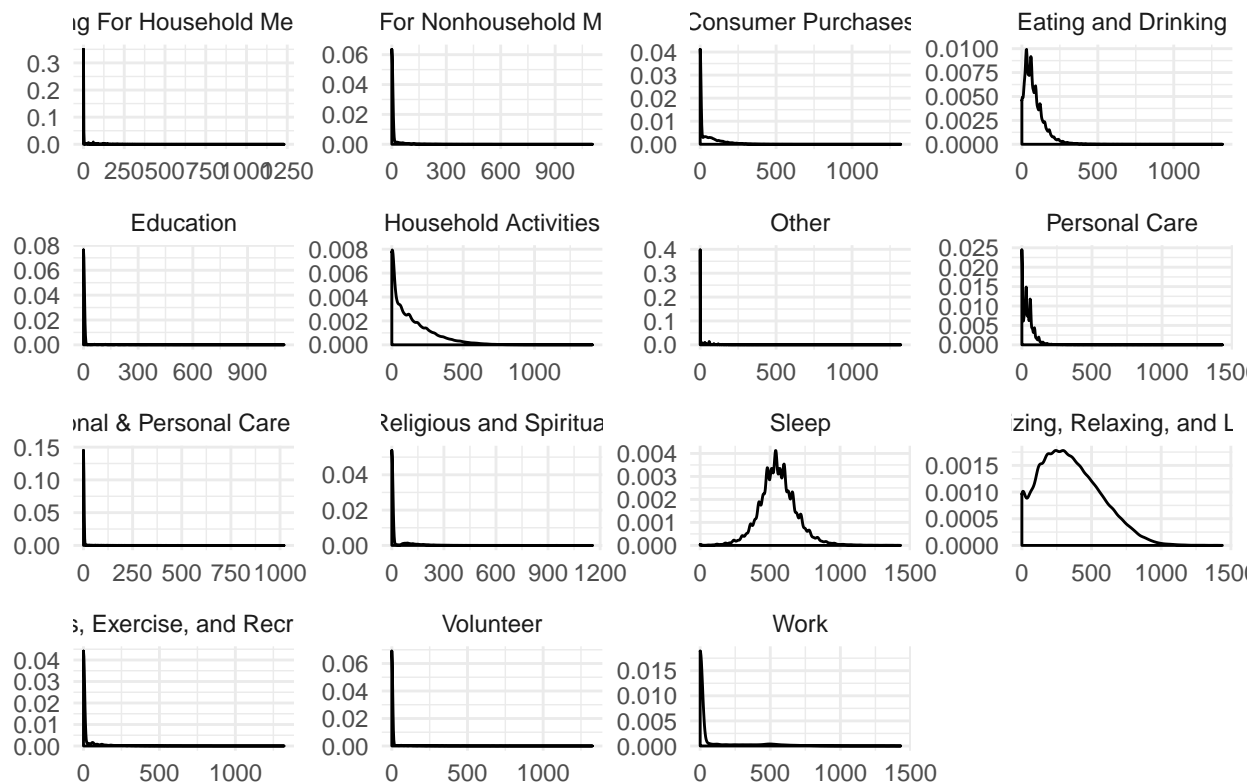 ng For Household Me
For Nonhousehold M
Consumer Purchases
Eating and Drinking
0.3
0.2
0.1
0.0
0 25050075010001250
0.06
0.04
0.02
0.00
0 300 600 900
0.04
0.03
0.02
0.01
0.00
0 500 1000
0.0100
0.0075
0.0050
0.0025
0.0000
0 500 1000
Education
Household Activities
Other
Personal Care
0.08
0.06
0.04
0.02
0.00
0 300 600 900
0.008
0.006
0.004
0.002
0.000
0 500 1000
0.4
0.3
0.2
0.1
0.0
0 500 1000
0.025
0.020
0.015
0.010
0.005
0.000
0 500 1000 1500
onal & Personal Care
Religious and Spiritua
Sleep
izing, Relaxing, and L
0.15
0.10
0.05
0.00
0 250 500 750 1000
0.04
0.02
0.00
0 300 600 900 1200
0.004
0.003
0.002
0.001
0.000
0 500 1000 1500
0.0015
0.0010
0.0005
0.0000
0 500 1000 1500
s, Exercise, and Recr
Volunteer
Work
0.04
0.03
0.02
0.01
0.00
0 500 1000
0.06
0.04
0.02
0.00
0 500 1000
0.015
0.010
0.005
0.000
0 500 1000 1500